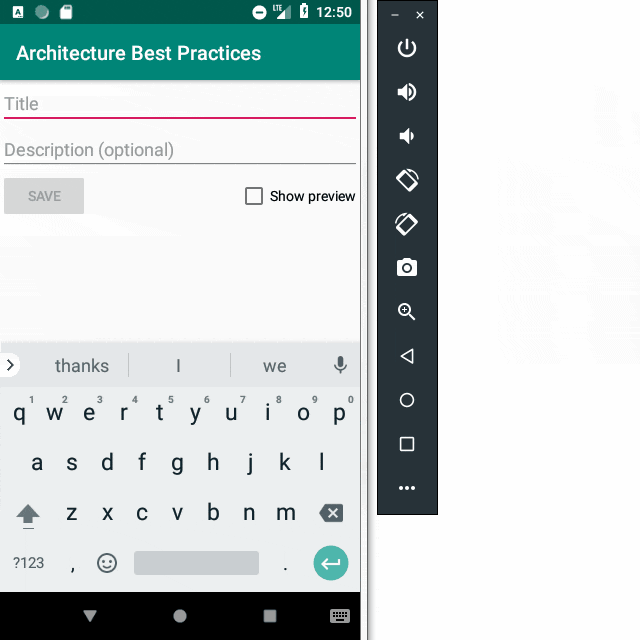 LTE 12:50
Architecture Best Practices
Title
Description (optional)
SAVE Show preview
thanks I we
1 2 3 4 5 6 7 8 9 0
q w e r t y u i o p
a s d f g h j k l
z x c v b n m
?123 , .